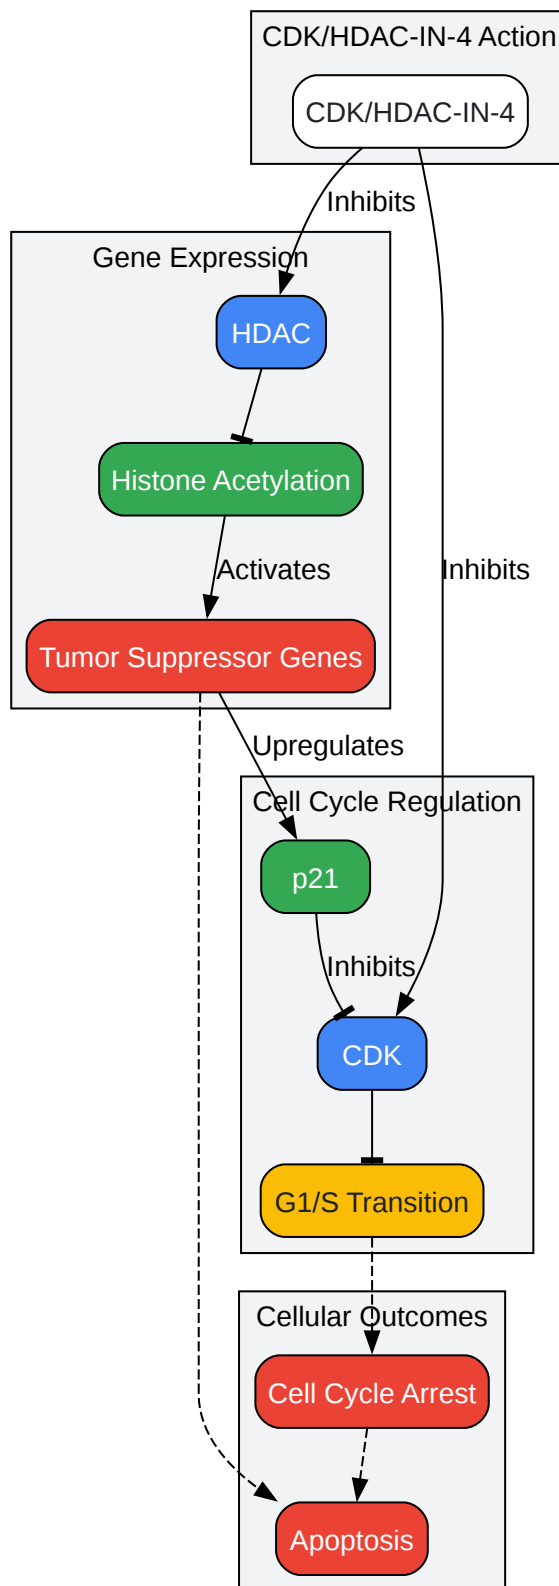 CDK/HDAC-IN-4 Action
CDK/HDAC-IN-4
Inhibits
Gene Expression
HDAC
Histone Acetylation
Activates
Inhibits
Tumor Suppressor Genes
Upregulates
Cell Cycle Regulation
p21
Inhibits
CDK
G1/S Transition
Cellular Outcomes
Cell Cycle Arrest
Apoptosis